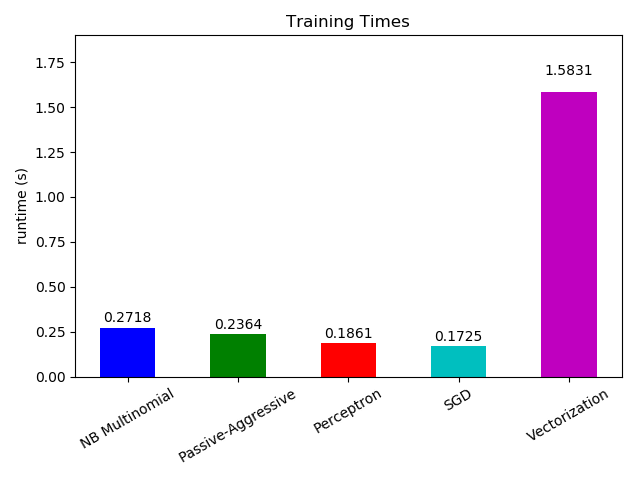 Training Times
runtime (s)
1.75
1.50
1.25
1.00
0.75
0.50
0.25
0.00
0.2718
0.2364
0.1861
0.1725
1.5831
NB Multinomial
Passive-Aggressive
Perceptron
SGD
Vectorization